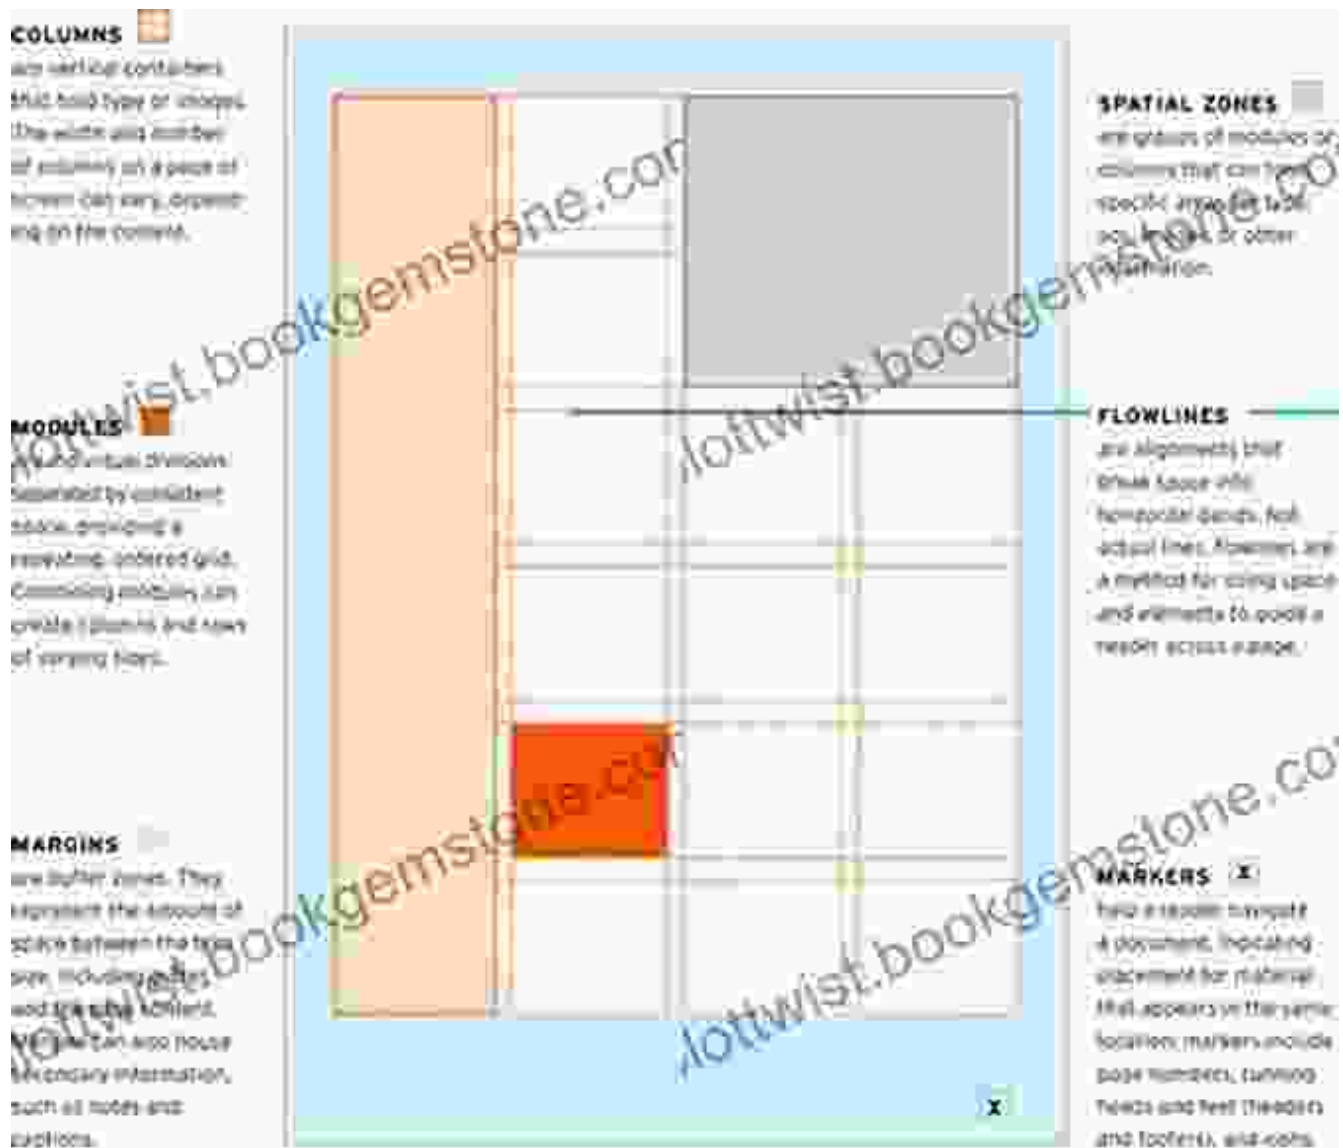 COLUMNS
are vertical containers
that hold type or images.
The width and number
of columns on a page or
screen can vary, depend-
ing on the content.
MODULES
are individual divisions
separated by consistent
space, providing a
repeating, ordered grid.
Combining modules can
create columns and rows
of varying sizes.
MARGINS
are buffer zones. They
represent the amount of
space between the trim
size, including gutters,
and the page content.
Margins can also house
secondary information,
such as notes and
captions.
SPATIAL ZONES
are groups of modules or
columns that can form
specific areas for type,
ads, images, or other
information.
FLOWLINES
are alignments that
break space into
horizontal bands. Not
actual lines, flowlines are
a method for using space
and elements to guide a
reader across a page.
MARKERS x
help a reader navigate
a document. Indicating
placement for material
that appears in the same
location, markers include
page numbers, running
heads and feet (headers
and footers), and icons.
x
lottwist.bookgemstone.com
lottwist.bookgemstone.co
lottwist.bookgemstone.com
lottwist.bookgemstone.co